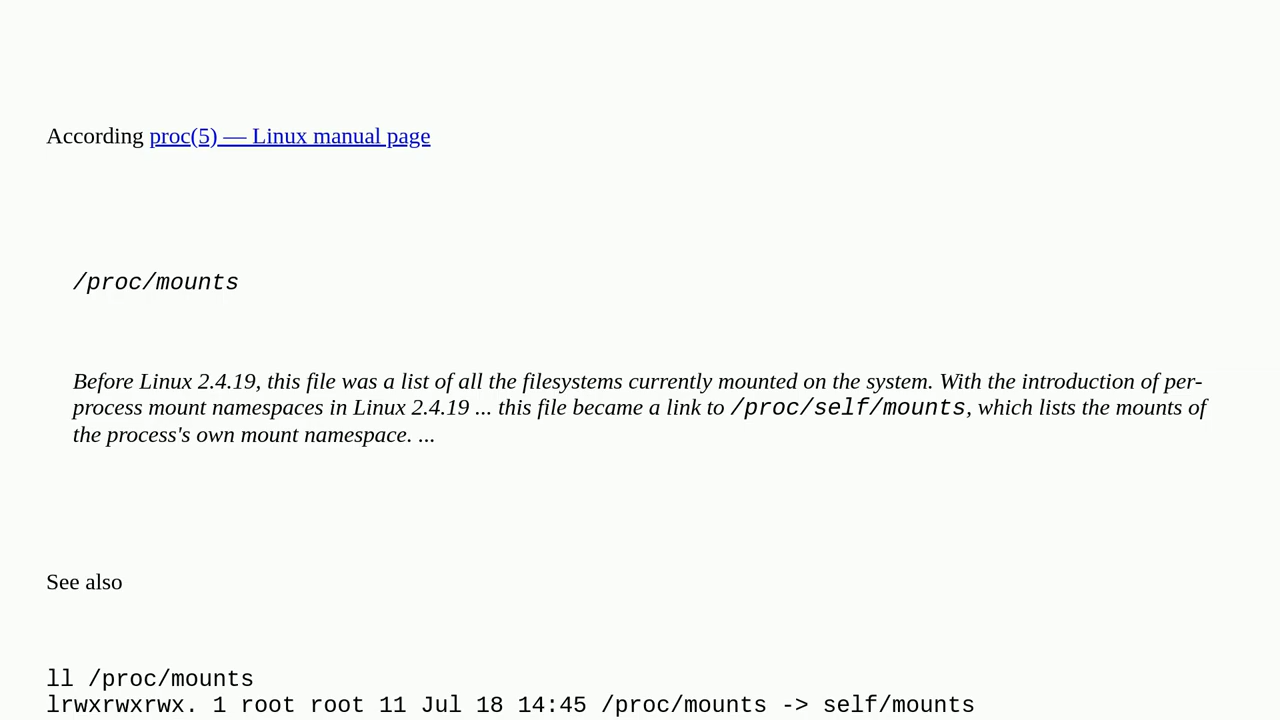 According proc(5) — Linux manual page
/proc/mounts
Before Linux 2.4.19, this file was a list of all the filesystems currently mounted on the system. With the introduction of per-
process mount namespaces in Linux 2.4.19 ... this file became a link to /proc/self/mounts, which lists the mounts of
the process's own mount namespace. ...
See also
ll /proc/mounts
lrwxrwxrwx. 1 root root 11 Jul 18 14:45 /proc/mounts -> self/mounts